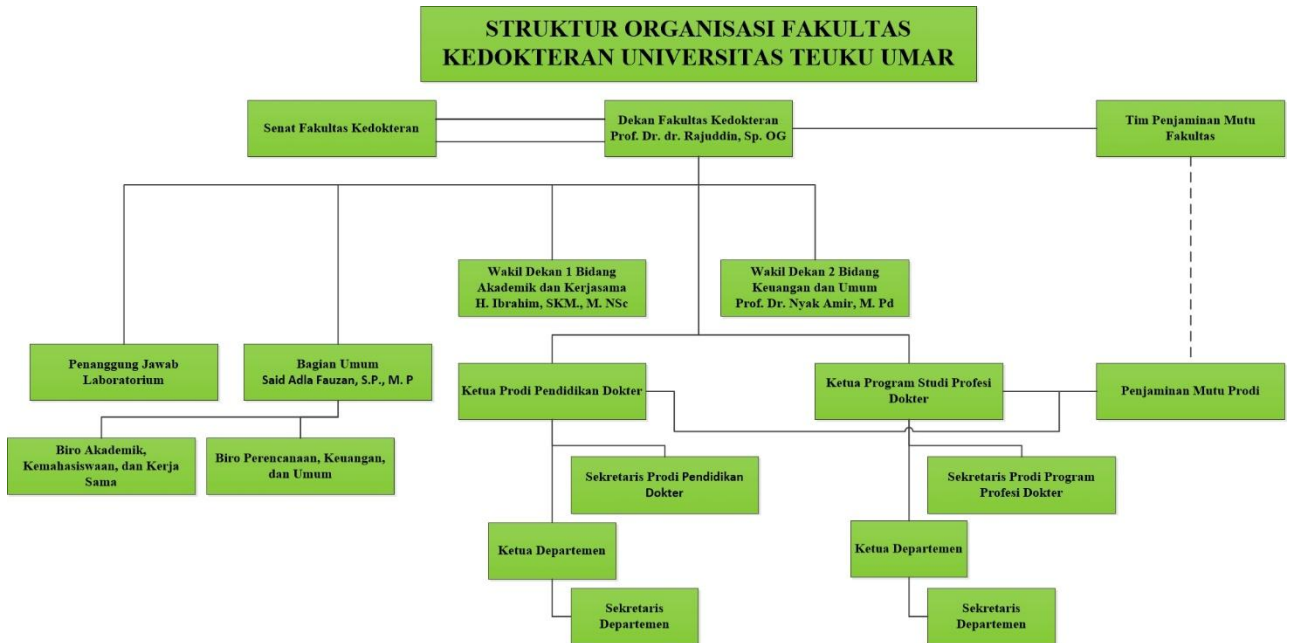 STRUKTUR ORGANISASI FAKULTAS
KEDOKTERAN UNIVERSITAS TEUKU UMAR
Senat Fakultas Kedokteran
Dekan Fakultas Kedokteran
Prof. Dr. dr. Rajuddin, Sp. OG
Tim Penjaminan Mutu
Fakultas
Wakil Dekan 1 Bidang
Akademik dan Kerjasama
H. Ibrahim, SKM., M. NSc
Wakil Dekan 2 Bidang
Keuangan dan Umum
Prof. Dr. Nyak Amir, M. Pd
Penanggung Jawab
Laboratorium
Bagian Umum
Said Adla Fauzan, S.P., M. P
Ketua Prodi Pendidikan Dokter
Ketua Program Studi Profesi
Dokter
Penjaminan Mutu Prodi
Biro Akademik,
Kemahasiswaan, dan Kerja
Sama
Biro Perencanaan, Keuangan,
dan Umum
Sekretaris Prodi Pendidikan
Dokter
Sekretaris Prodi Program
Profesi Dokter
Ketua Departemen
Ketua Departemen
Sekretaris
Departemen
Sekretaris
Departemen